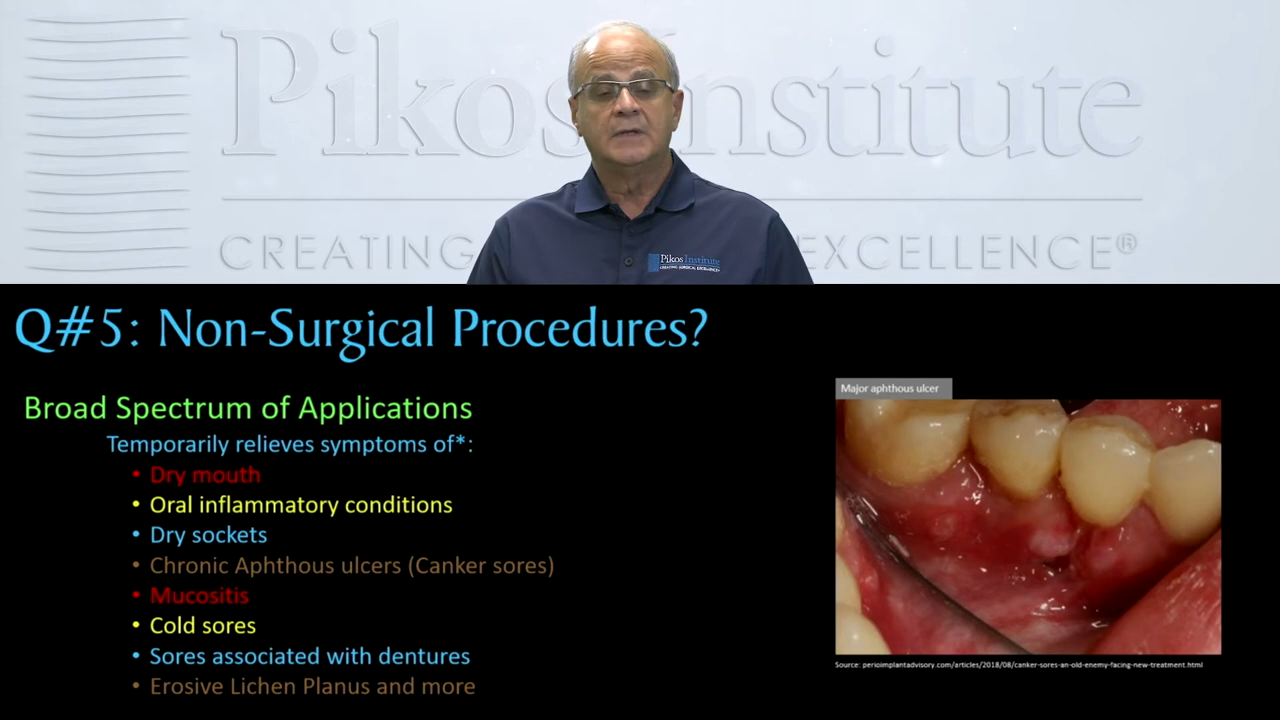 Pikos Institute
CREATING EXCELLENCE®
Pikos Institute
CREATING SURGICAL EXCELLENCE
Q#5: Non-Surgical Procedures?
Broad Spectrum of Applications
Temporarily relieves symptoms of*:
• Dry mouth
• Oral inflammatory conditions
• Dry sockets
• Chronic Aphthous ulcers (Canker sores)
• Mucositis
• Cold sores
• Sores associated with dentures
• Erosive Lichen Planus and more
Major aphthous ulcer
Source: perioimplantadvisory.com/articles/2018/08/canker-sores-an-old-enemy-facing-new-treatment.html